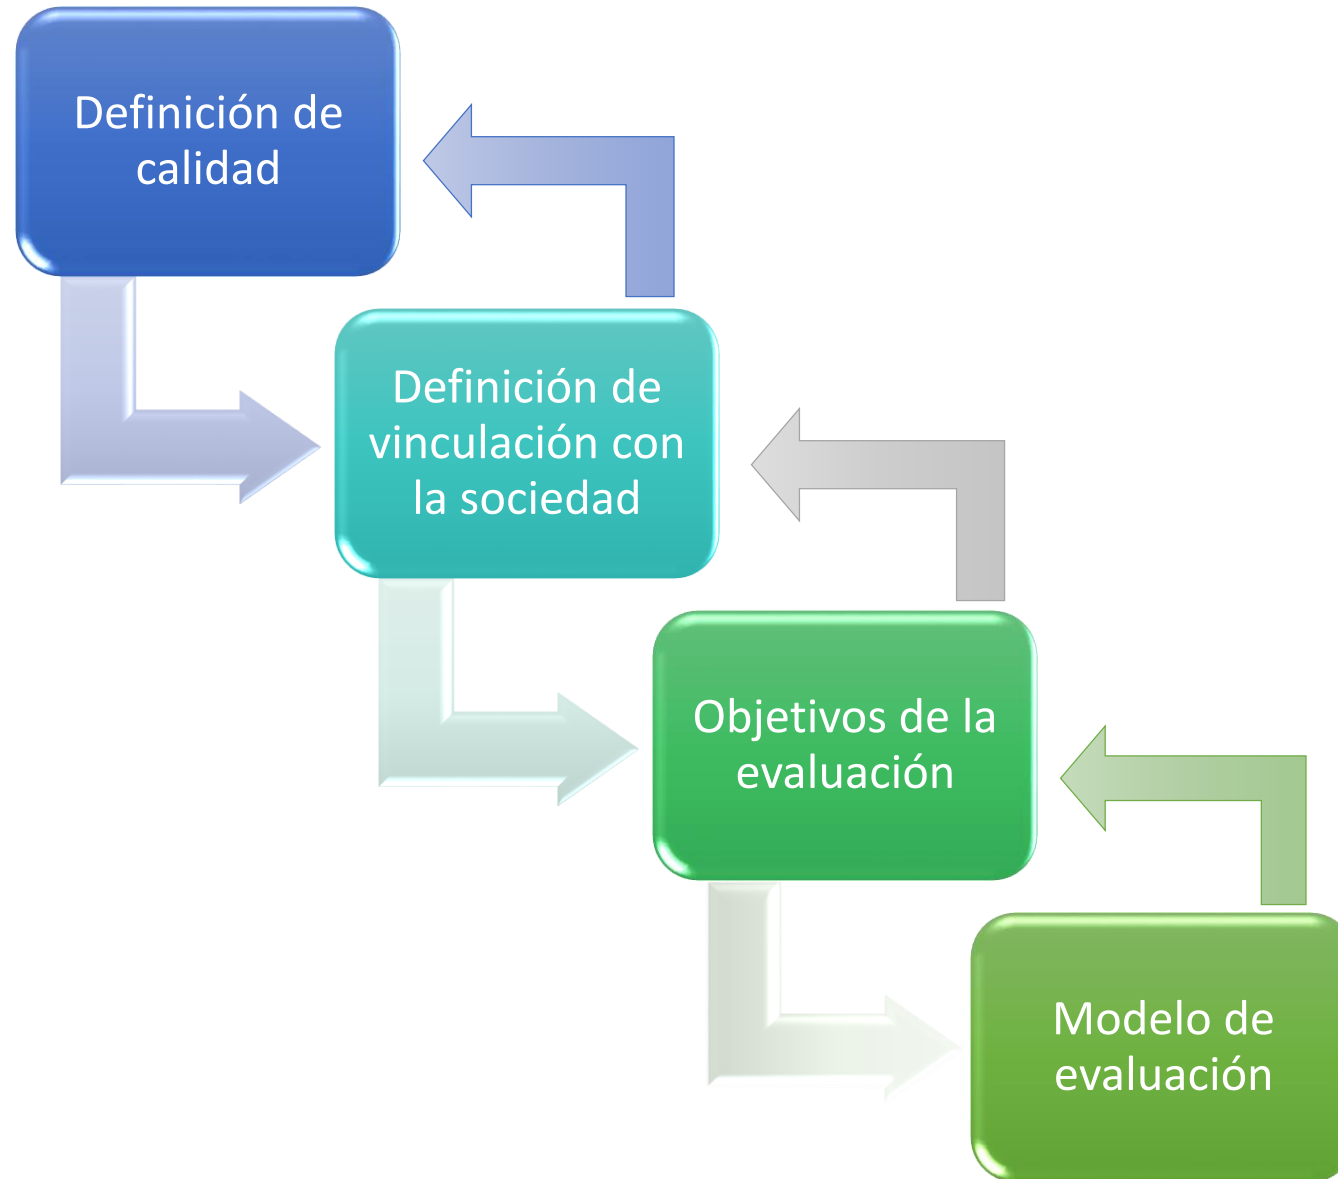 Definición de
calidad
Definición de
vinculación con
la sociedad
Objetivos de la
evaluación
Modelo de
evaluación